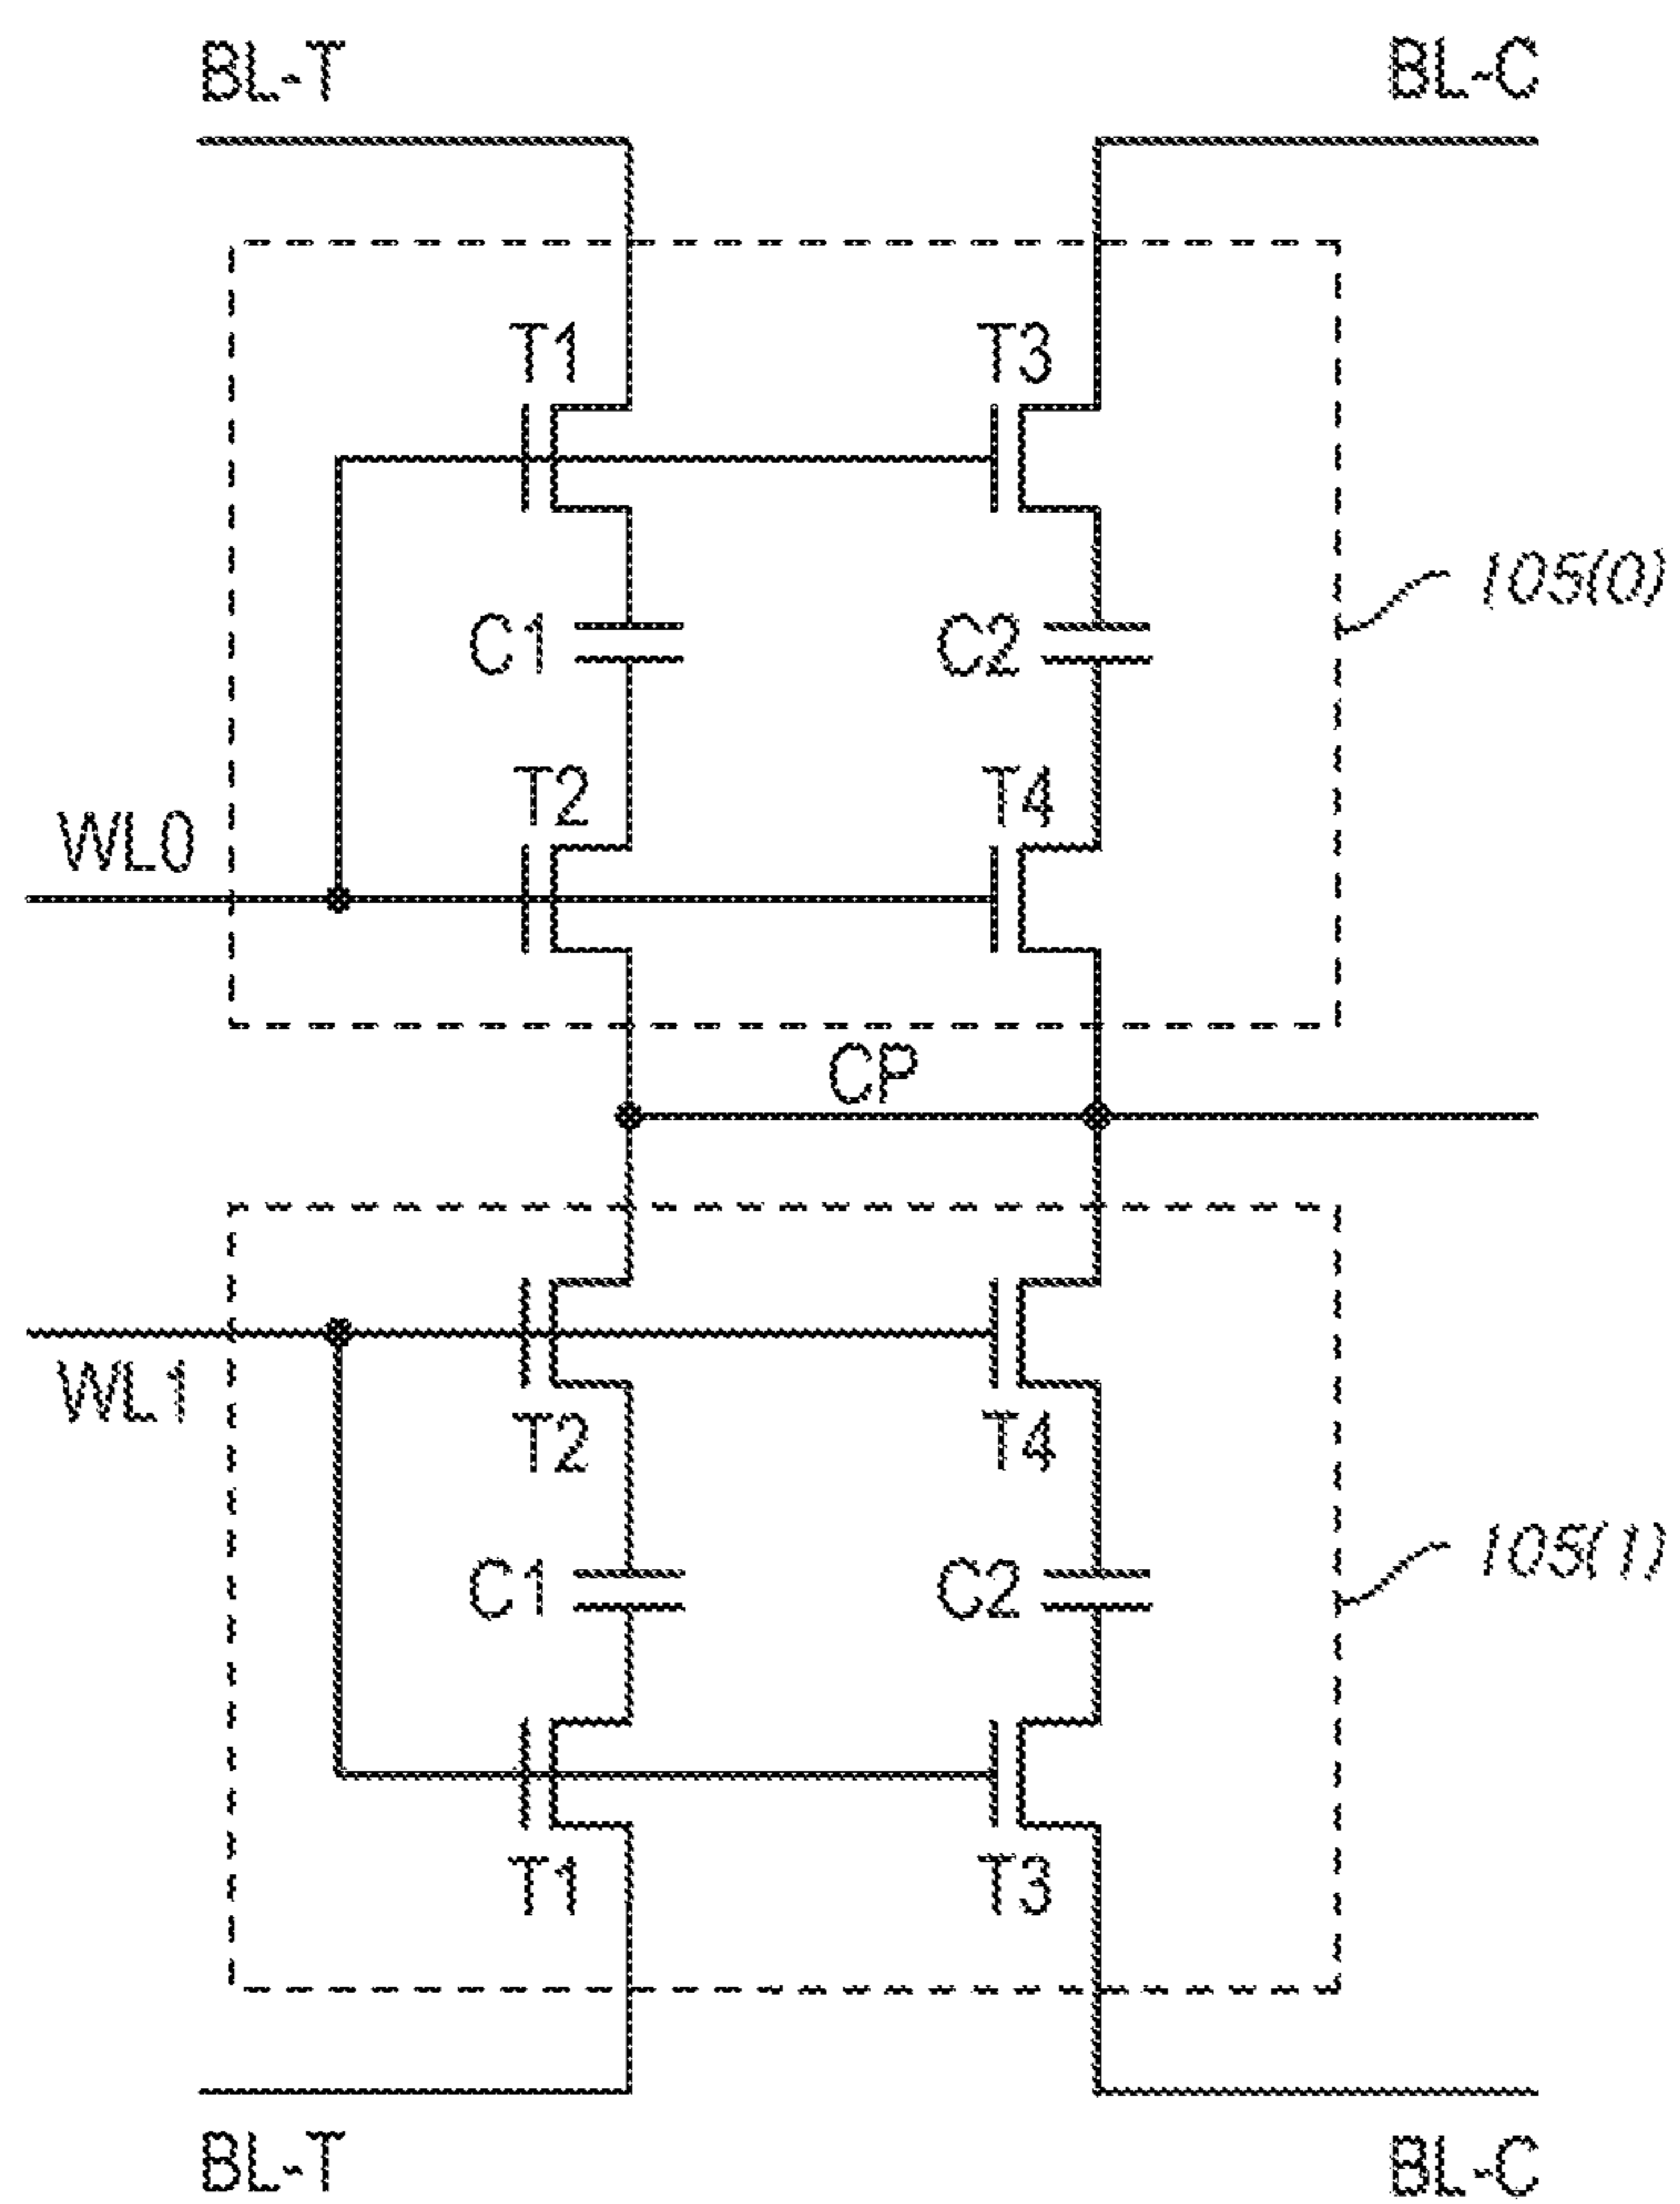 BL-T BL-C
T1 T3
105(0)
C1 C2
T2 T4
WL0
CP
WL1
T2 T4
105(1)
C1 C2
T1 T3
BL-T BL-C